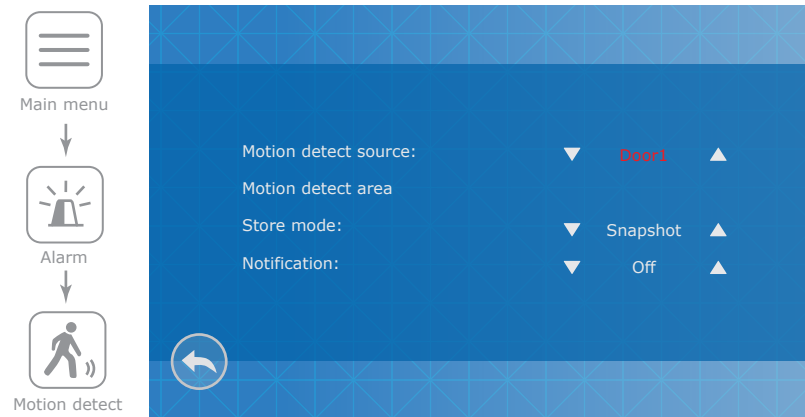 Main menu
Alarm
Motion detect
Motion detect source: Door1
Motion detect area
Store mode: Snapshot
Notification: Off